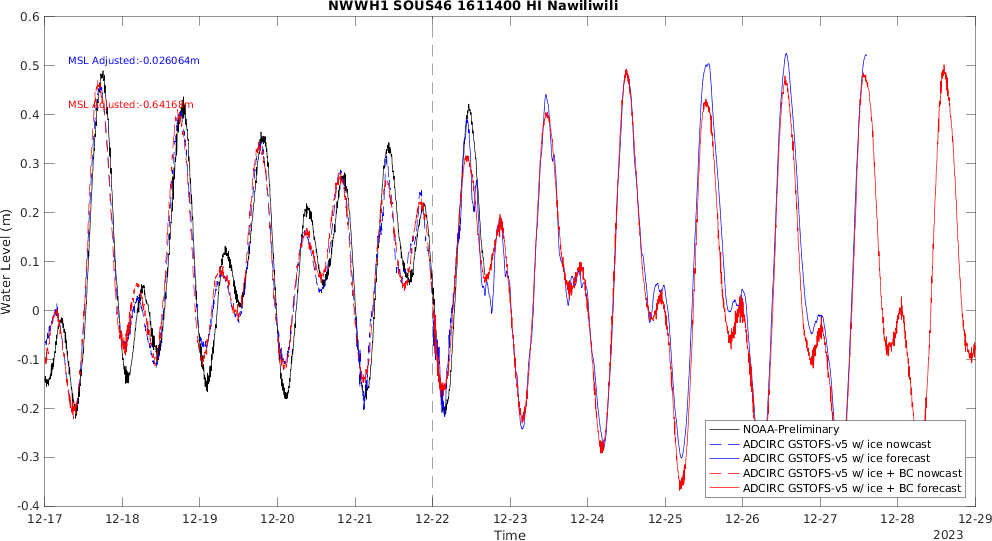 NWWH1 SOUS46 1611400 HI Nawiliwili
0.6
0.5
0.4
0.3
0.2
0.1
0
-0.1
-0.2
-0.3
-0.4
Water Level (m)
MSL Adjusted:-0.026064m
MSL Adjusted:-0.64168m
NOAA-Preliminary
ADCIRC GSTOFS-v5 w/ ice nowcast
ADCIRC GSTOFS-v5 w/ ice forecast
ADCIRC GSTOFS-v5 w/ ice + BC nowcast
ADCIRC GSTOFS-v5 w/ ice + BC forecast
12-17 12-18 12-19 12-20 12-21 12-22 12-23 12-24 12-25 12-26 12-27 12-28 12-29
Time
2023